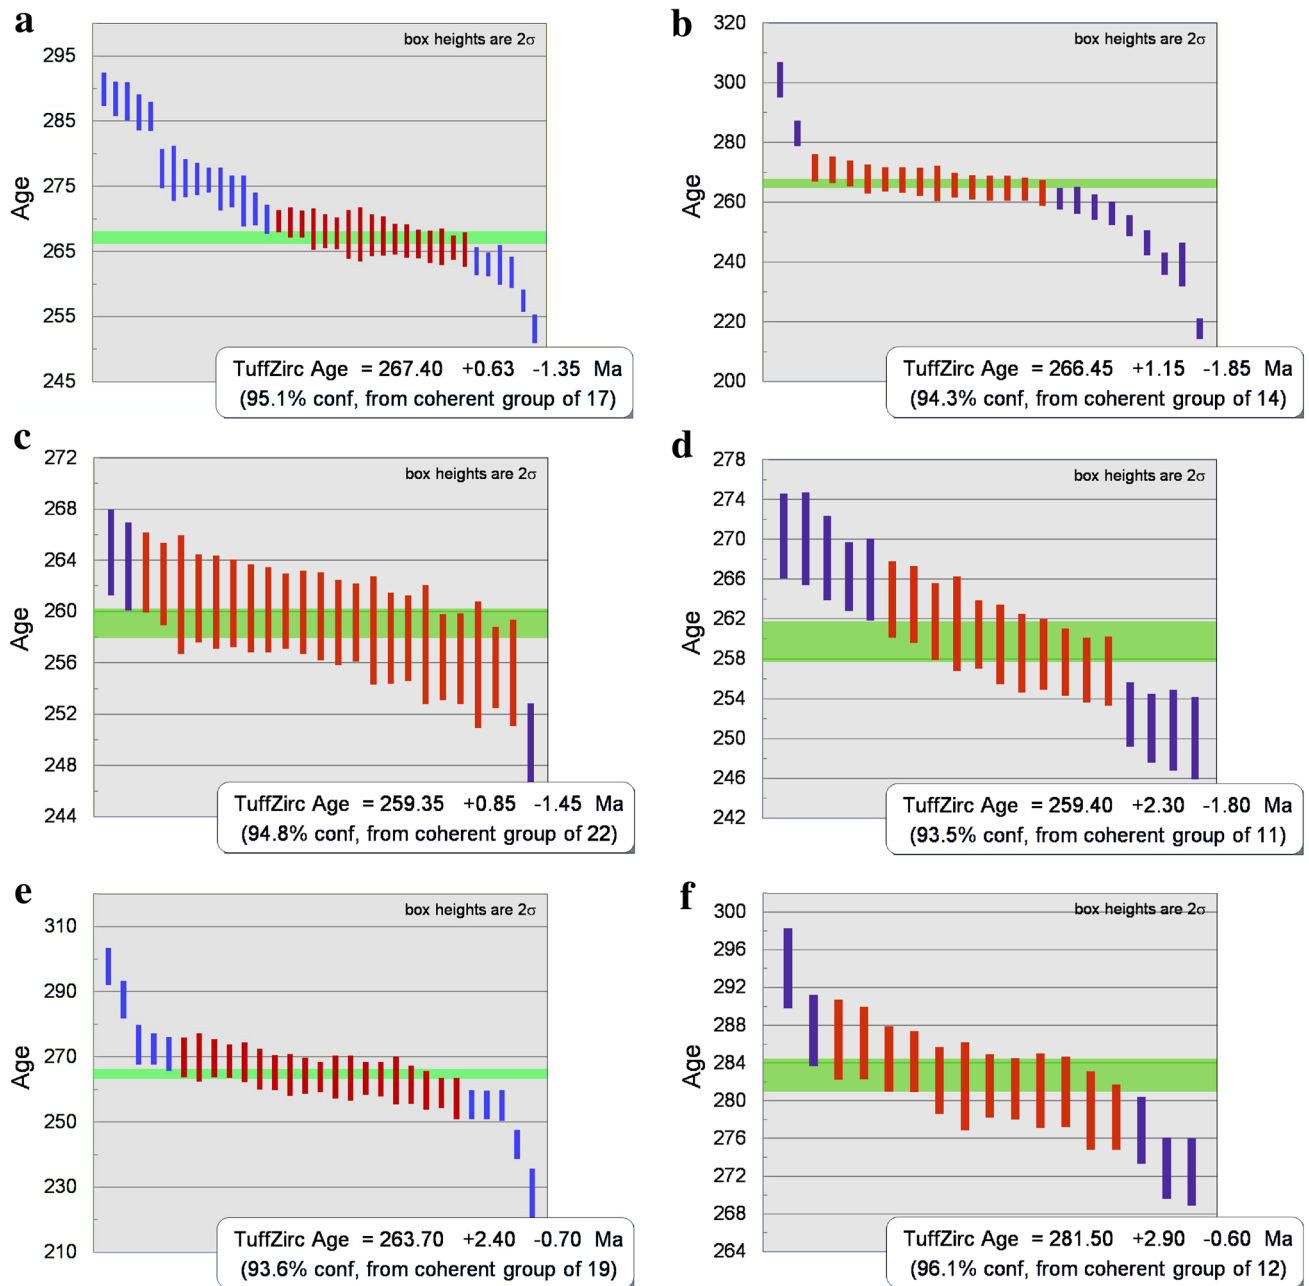 a
box heights are 2σ
295
285
275
265
255
245
Age
TuffZirc Age = 267.40 +0.63 -1.35 Ma
(95.1% conf, from coherent group of 17)
b
box heights are 2σ
320
300
280
260
240
220
200
Age
TuffZirc Age = 266.45 +1.15 -1.85 Ma
(94.3% conf, from coherent group of 14)
c
box heights are 2σ
272
268
264
260
256
252
248
244
Age
TuffZirc Age = 259.35 +0.85 -1.45 Ma
(94.8% conf, from coherent group of 22)
d
box heights are 2σ
278
274
270
266
262
258
254
250
246
242
Age
TuffZirc Age = 259.40 +2.30 -1.80 Ma
(93.5% conf, from coherent group of 11)
e
box heights are 2σ
310
290
270
250
230
210
Age
TuffZirc Age = 263.70 +2.40 -0.70 Ma
(93.6% conf, from coherent group of 19)
f
box heights are 2σ
300
296
292
288
284
280
276
272
268
264
Age
TuffZirc Age = 281.50 +2.90 -0.60 Ma
(96.1% conf, from coherent group of 12)